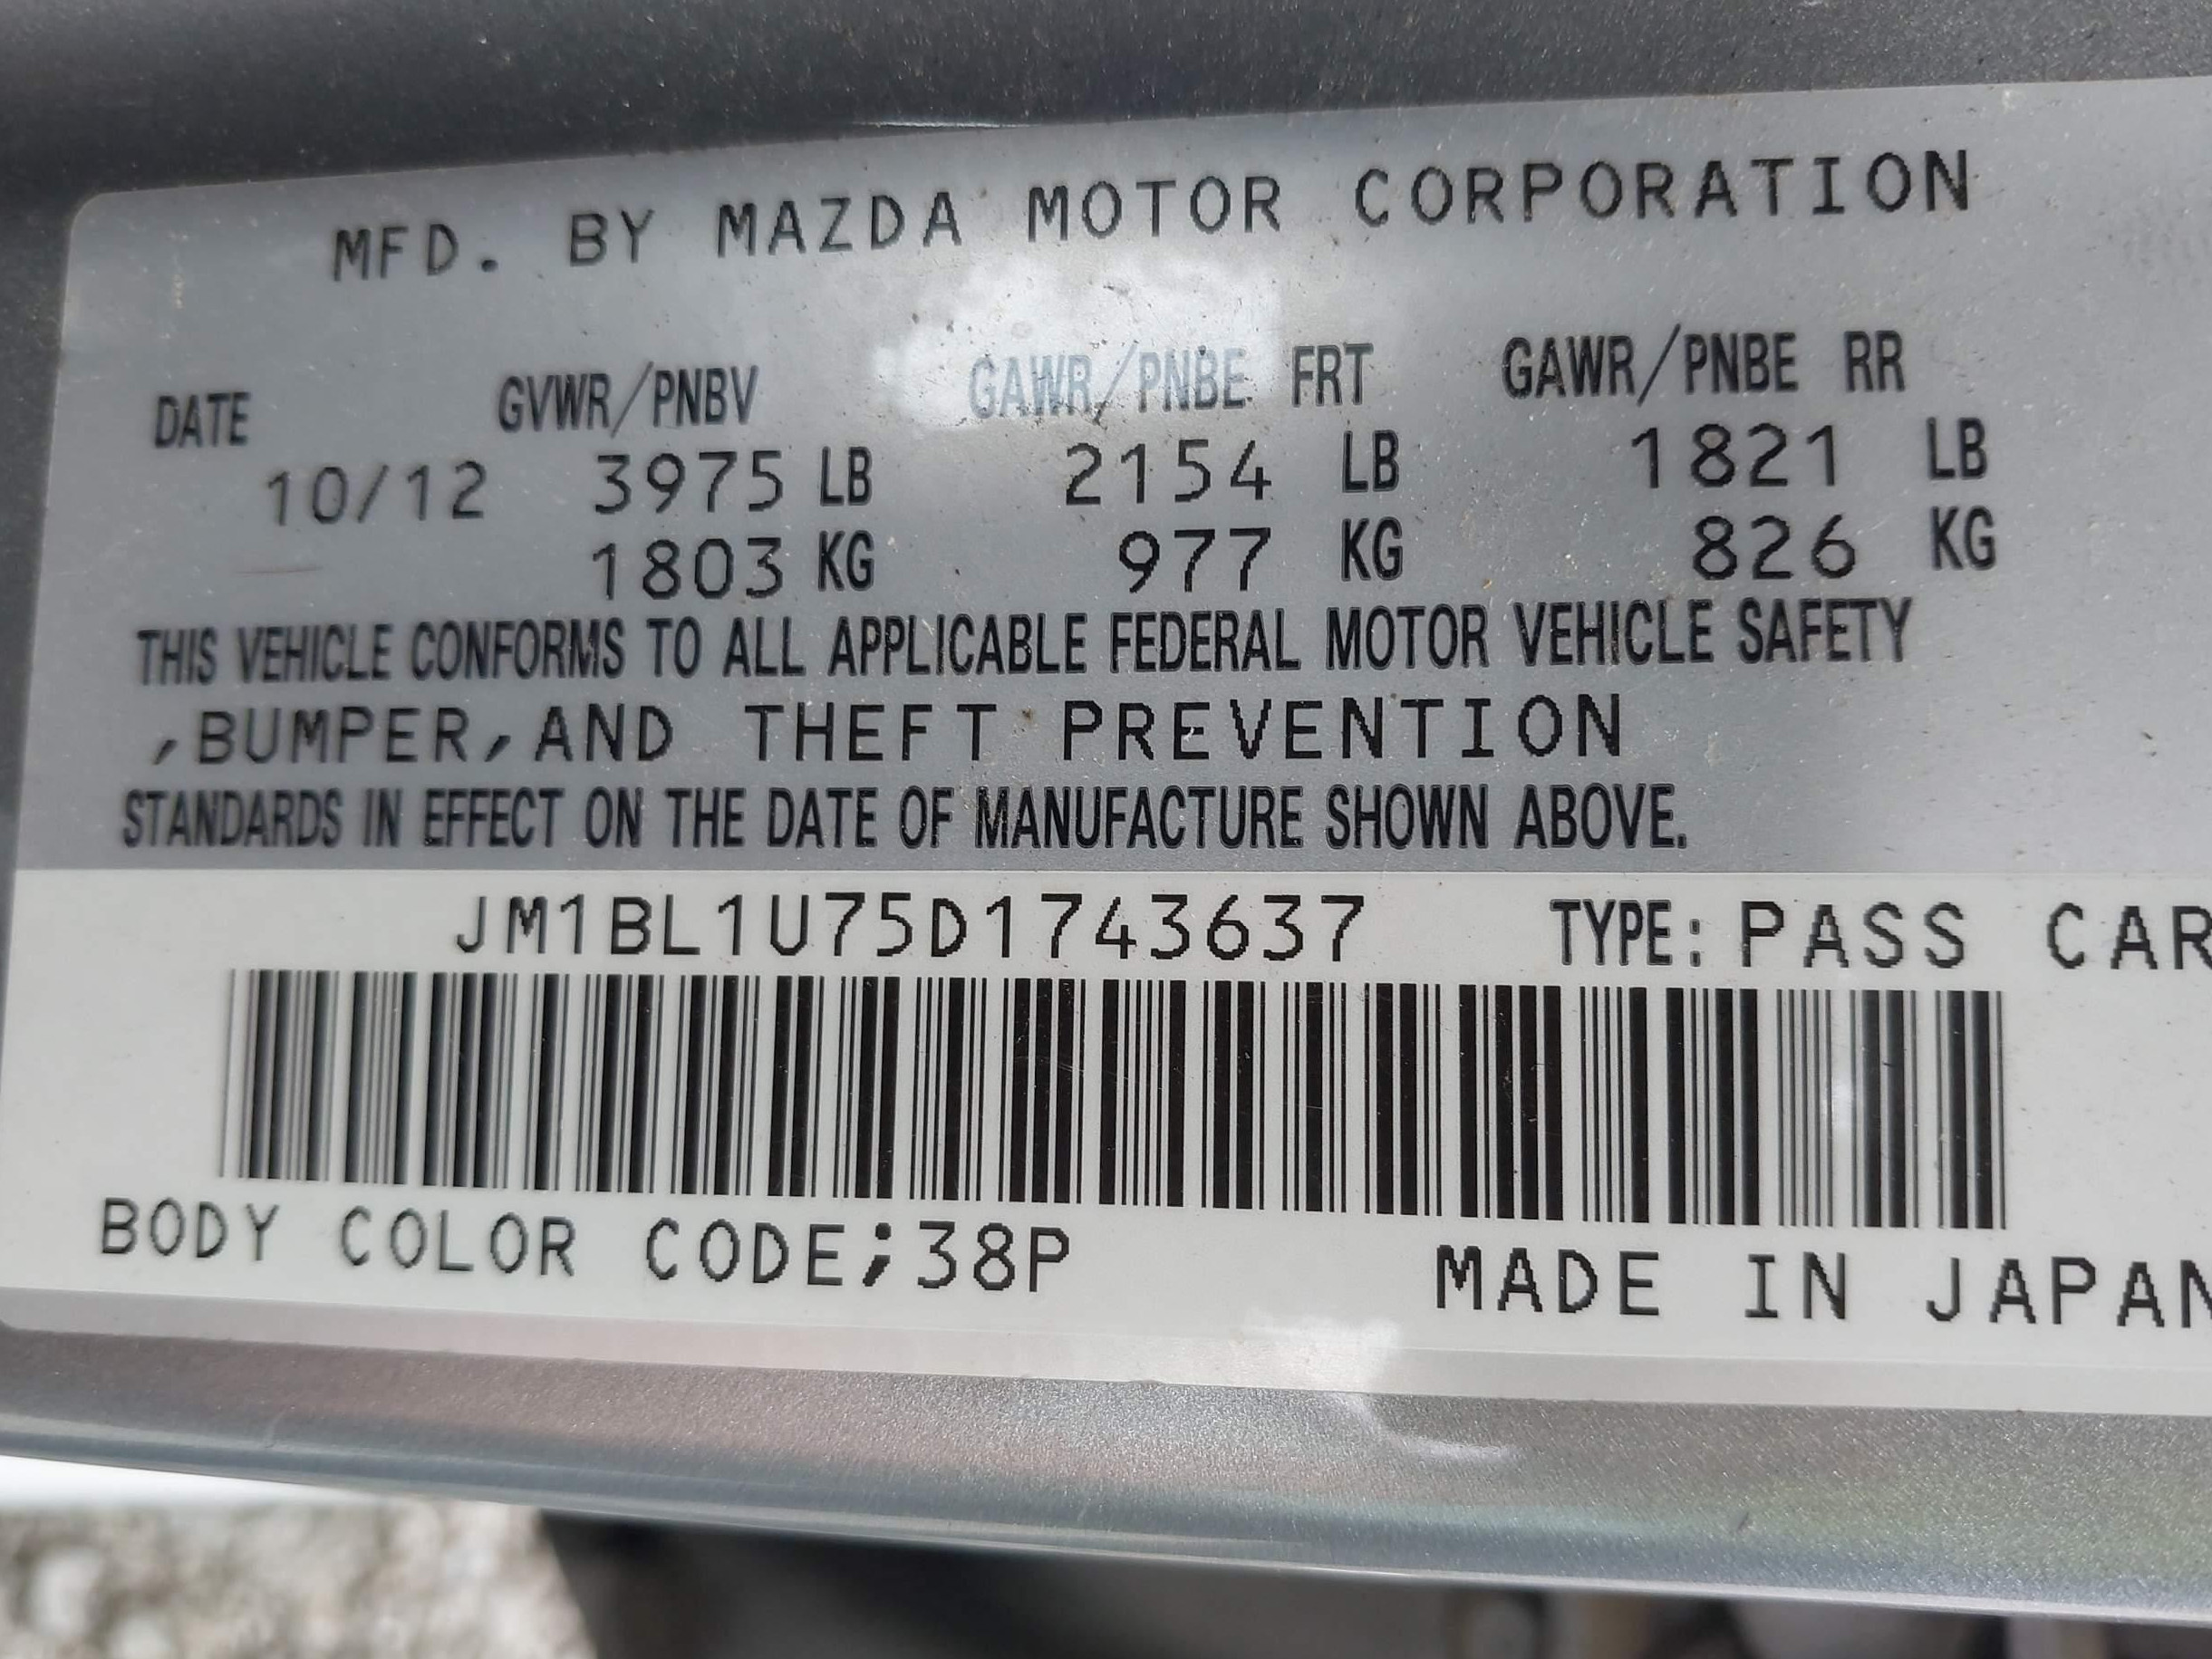 MFD. BY MAZDA MOTOR CORPORATION
DATE GVWR/PNBV GAWR/PNBE FRT GAWR/PNBE RR
10/12 3975 LB 2154 LB 1821 LB
1803 KG 977 KG 826 KG
THIS VEHICLE CONFORMS TO ALL APPLICABLE FEDERAL MOTOR VEHICLE SAFETY
,BUMPER,AND THEFT PREVENTION
STANDARDS IN EFFECT ON THE DATE OF MANUFACTURE SHOWN ABOVE.
JM1BL1U75D1743637 TYPE: PASS CAR
BODY COLOR CODE;38P MADE IN JAPAN